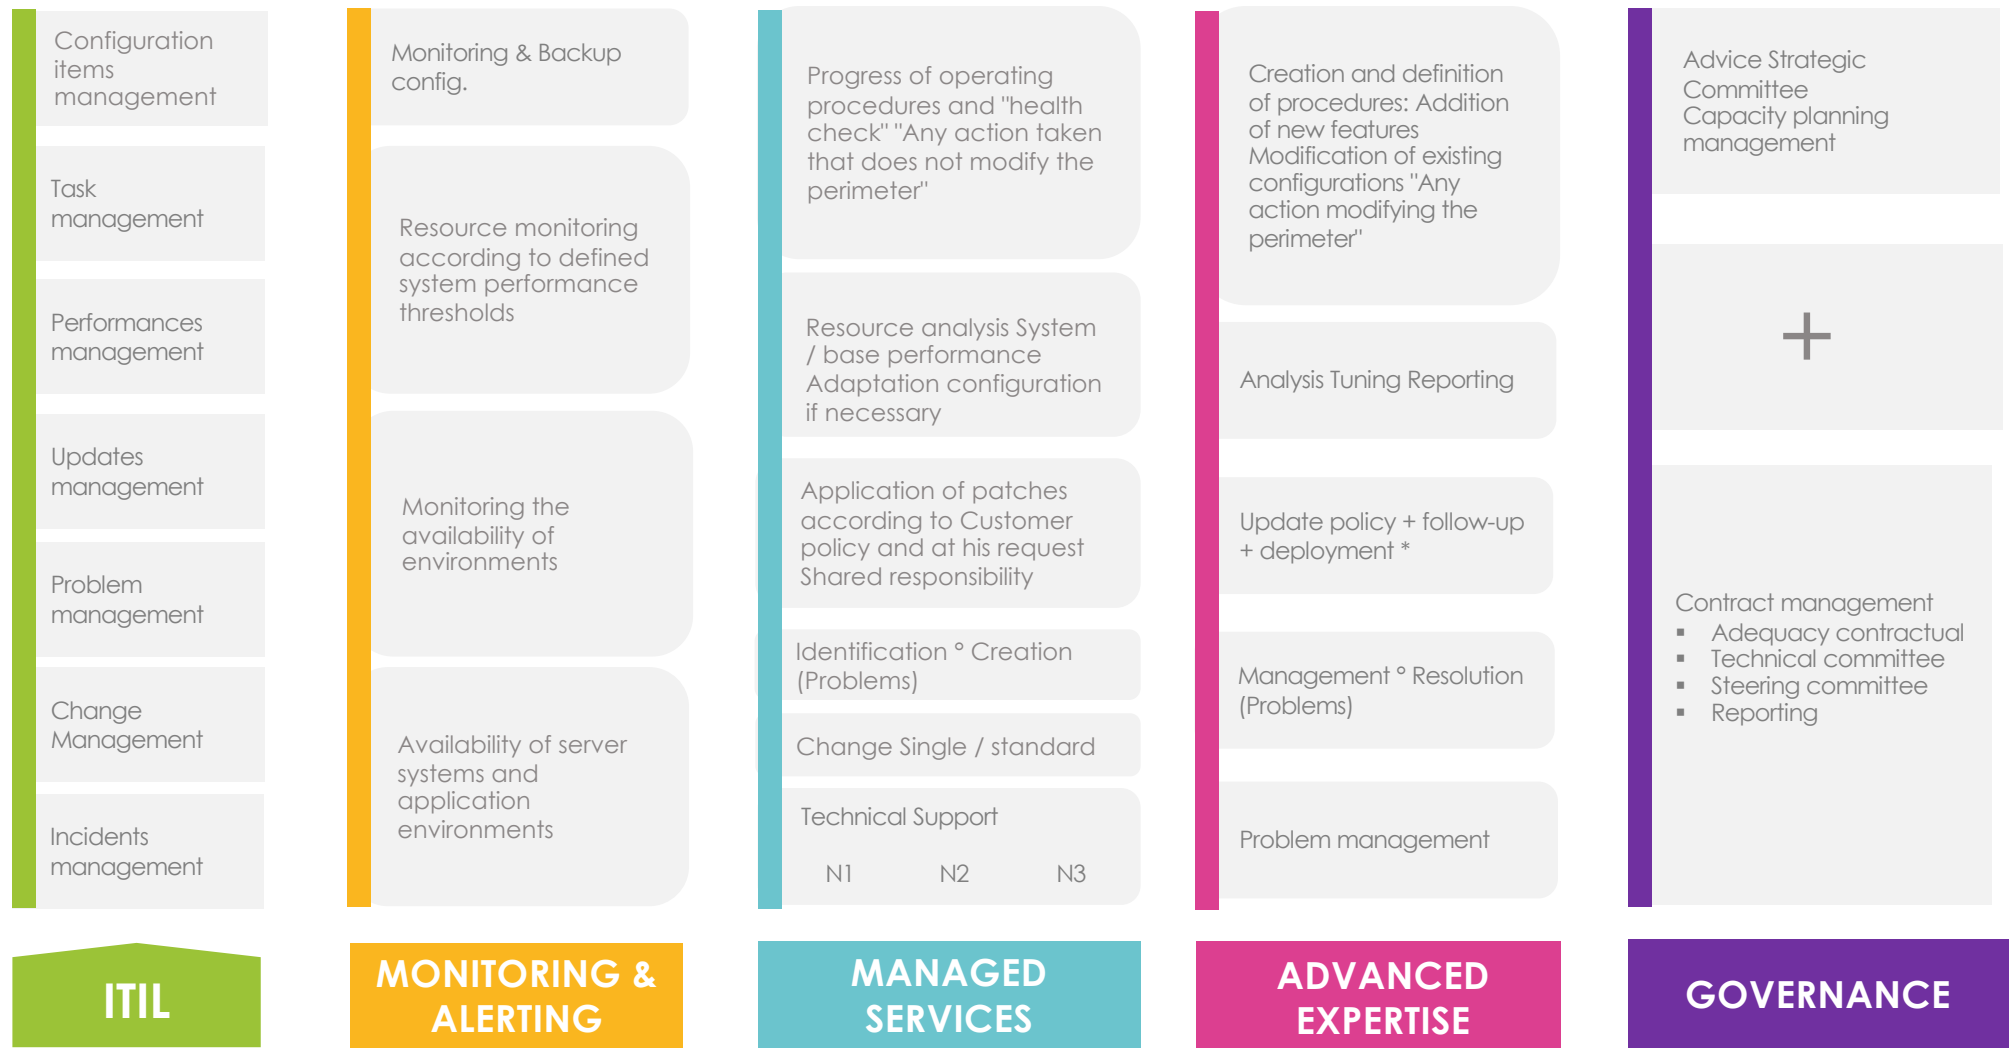 Configuration
items
management
Task
management
Performances
management
Updates
management
Problem
management
Change
Management
Incidents
management
ITIL
Monitoring & Backup
config.
Resource monitoring
according to defined
system performance
thresholds
Monitoring the
availability of
environments
Availability of server
systems and
application
environments
MONITORING &
ALERTING
Progress of operating
procedures and "health
check" "Any action taken
that does not modify the
perimeter"
Resource analysis System
/ base performance
Adaptation configuration
if necessary
Application of patches
according to Customer
policy and at his request
Shared responsibility
Identification ° Creation
(Problems)
Change Single / standard
Technical Support
N1 N2 N3
MANAGED
SERVICES
Creation and definition
of procedures: Addition
of new features
Modification of existing
configurations "Any
action modifying the
perimeter"
Analysis Tuning Reporting
Update policy + follow-up
+ deployment *
Management ° Resolution
(Problems)
Problem management
ADVANCED
EXPERTISE
Advice Strategic
Committee
Capacity planning
management
+
Contract management
▪ Adequacy contractual
▪ Technical committee
▪ Steering committee
▪ Reporting
GOVERNANCE